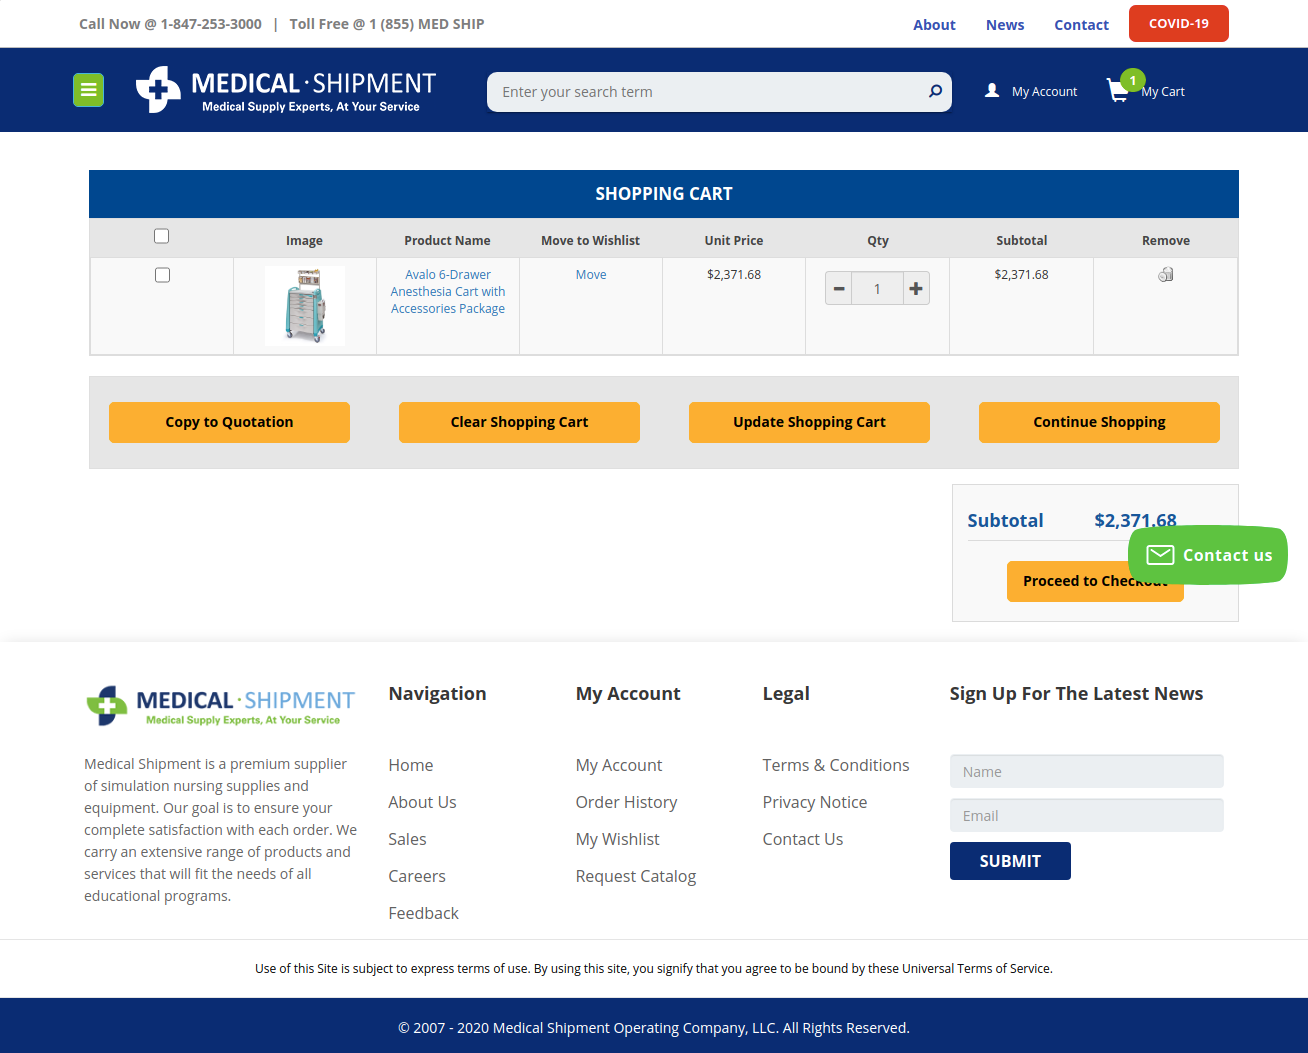 Call Now @ 1-847-253-3000 | Toll Free @ 1 (855) MED SHIP
About News Contact COVID-19
MEDICAL · SHIPMENT
Medical Supply Experts, At Your Service
Enter your search term
My Account
1
My Cart
SHOPPING CART
Image Product Name Move to Wishlist Unit Price Qty Subtotal Remove
Avalo 6-Drawer
Anesthesia Cart with
Accessories Package
Move
$2,371.68
1
$2,371.68
Copy to Quotation Clear Shopping Cart Update Shopping Cart Continue Shopping
Subtotal $2,371.68
Contact us
Proceed to Checkout
MEDICAL · SHIPMENT
Medical Supply Experts, At Your Service
Medical Shipment is a premium supplier
of simulation nursing supplies and
equipment. Our goal is to ensure your
complete satisfaction with each order. We
carry an extensive range of products and
services that will fit the needs of all
educational programs.
Navigation
Home
About Us
Sales
Careers
Feedback
My Account
My Account
Order History
My Wishlist
Request Catalog
Legal
Terms & Conditions
Privacy Notice
Contact Us
Sign Up For The Latest News
Name
Email
SUBMIT
Use of this Site is subject to express terms of use. By using this site, you signify that you agree to be bound by these Universal Terms of Service.
© 2007 - 2020 Medical Shipment Operating Company, LLC. All Rights Reserved.